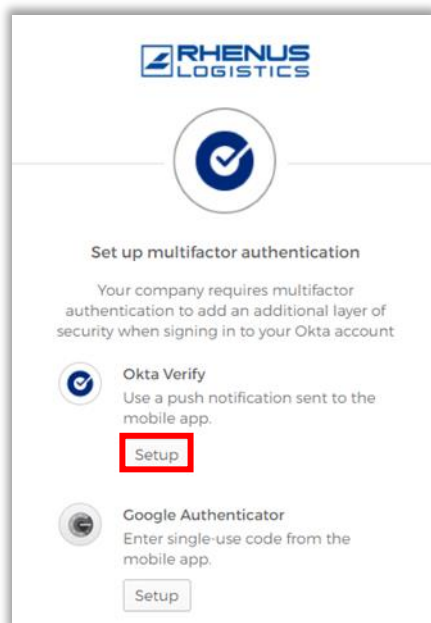 RHENUS
LOGISTICS
Set up multifactor authentication
Your company requires multifactor
authentication to add an additional layer of
security when signing in to your Okta account
Okta Verify
Use a push notification sent to the
mobile app.
Setup
Google Authenticator
Enter single-use code from the
mobile app.
Setup